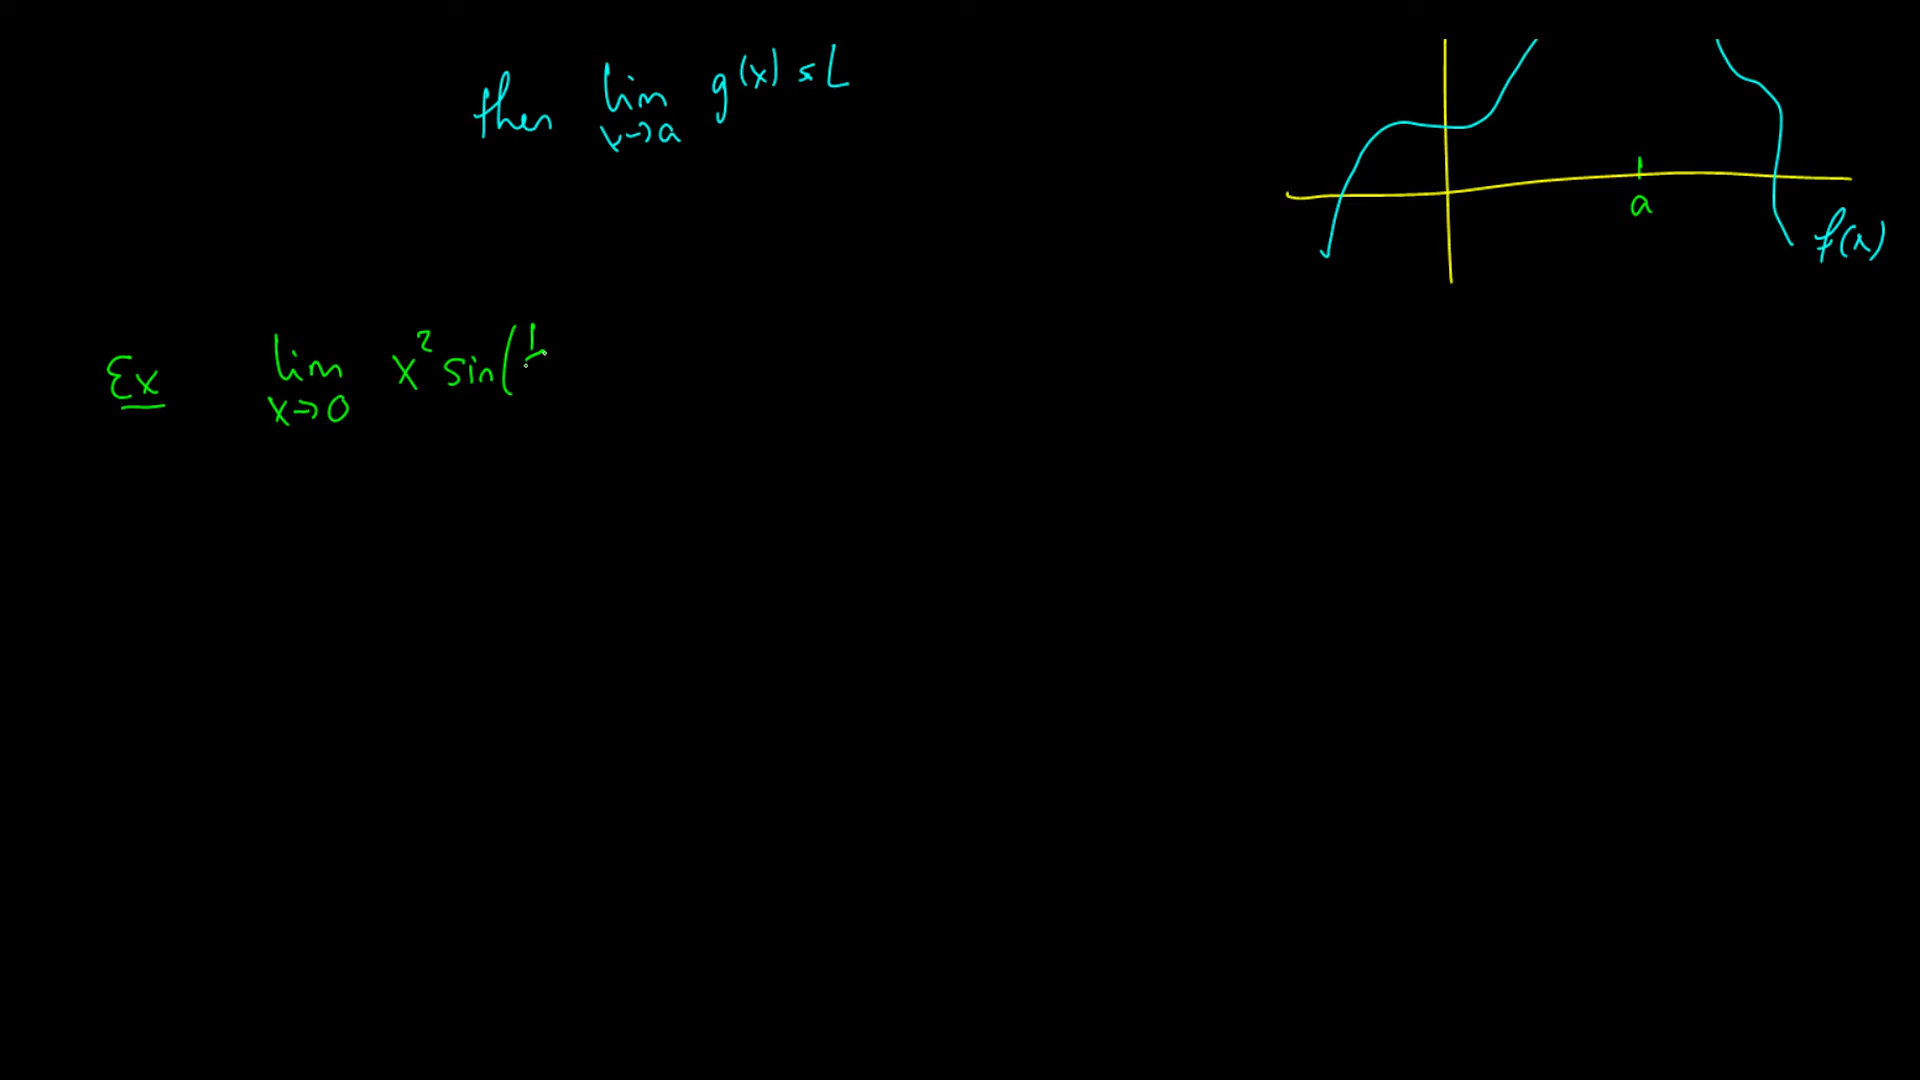 then lim g(x) = L
x→a
a
f(x)
Ex lim x² sin(1
x→0